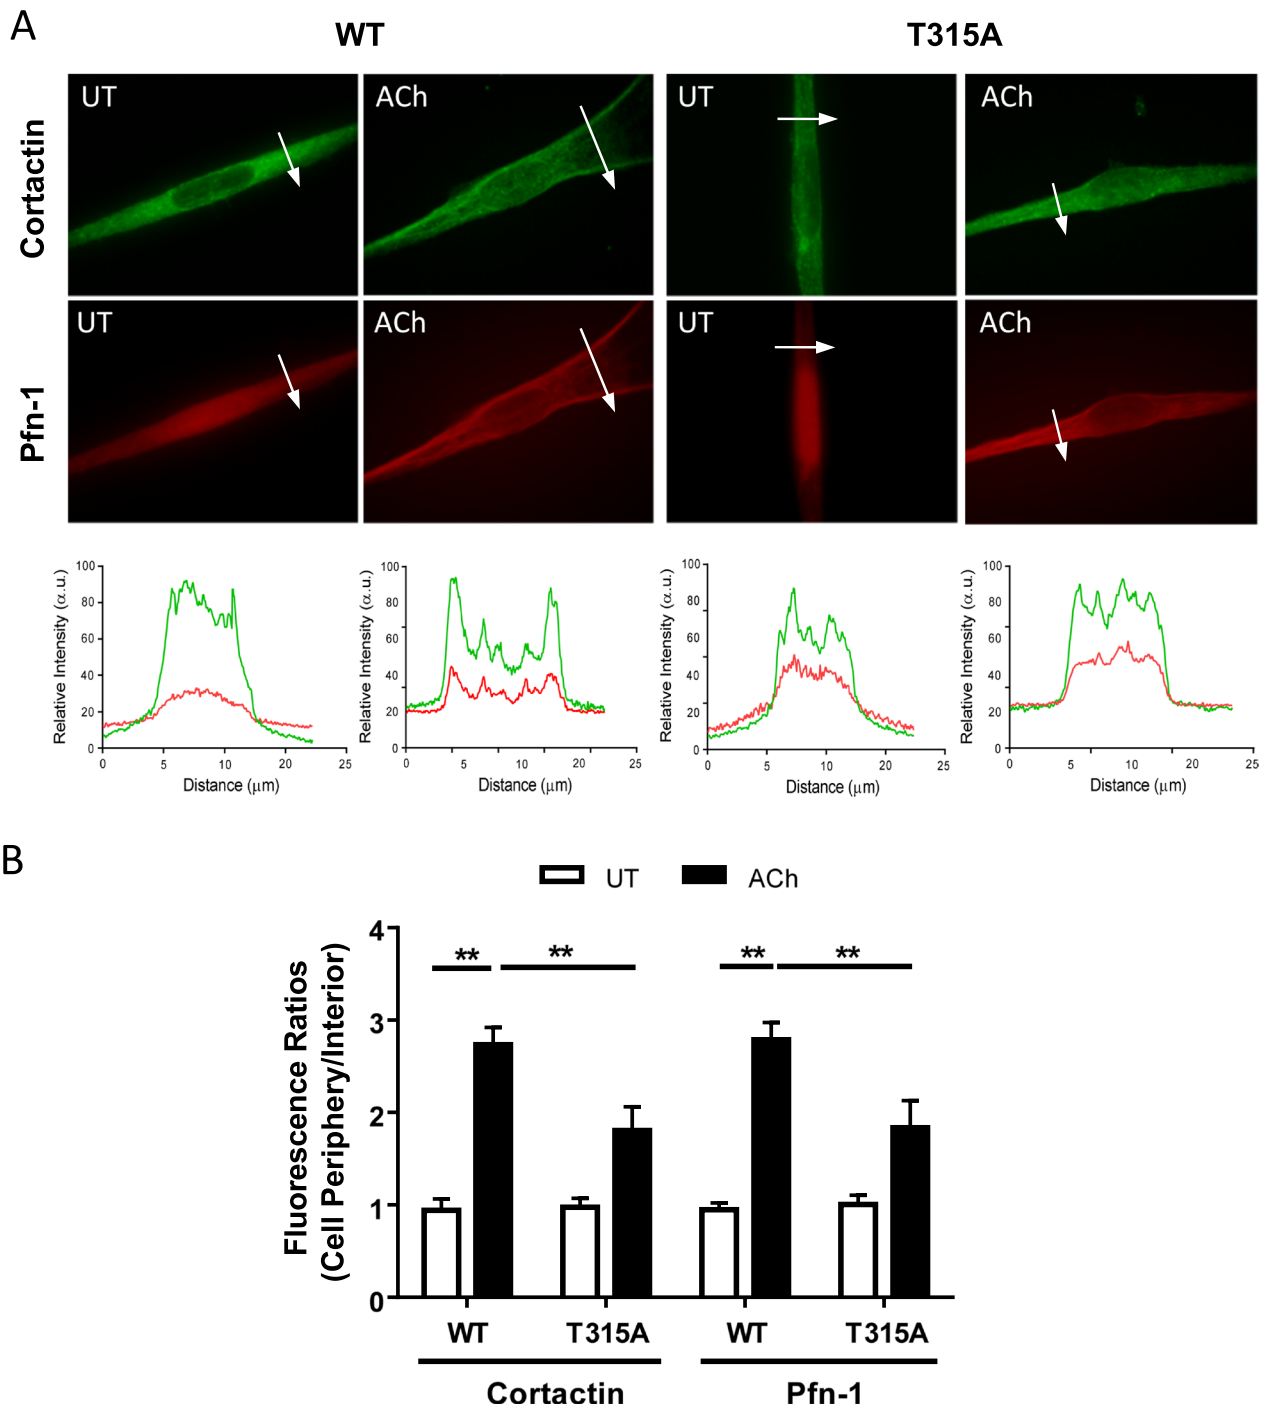 A
WT
T315A
Cortactin
UT
ACh
UT
ACh
Pfn-1
UT
ACh
UT
ACh
Relative Intensity (α.u.)
100
80
60
40
20
0
0 5 10 15 20 25
Distance (μm)
Relative Intensity (α.u.)
100
80
60
40
20
0
0 5 10 15 20 25
Distance (μm)
Relative Intensity (α.u.)
100
80
60
40
20
0
0 5 10 15 20 25
Distance (μm)
Relative Intensity (α.u.)
100
80
60
40
20
0
0 5 10 15 20 25
Distance (μm)
B
UT ACh
Fluorescence Ratios
(Cell Periphery/Interior)
4
3
2
1
0
** ** ** **
WT T315A WT T315A
Cortactin Pfn-1